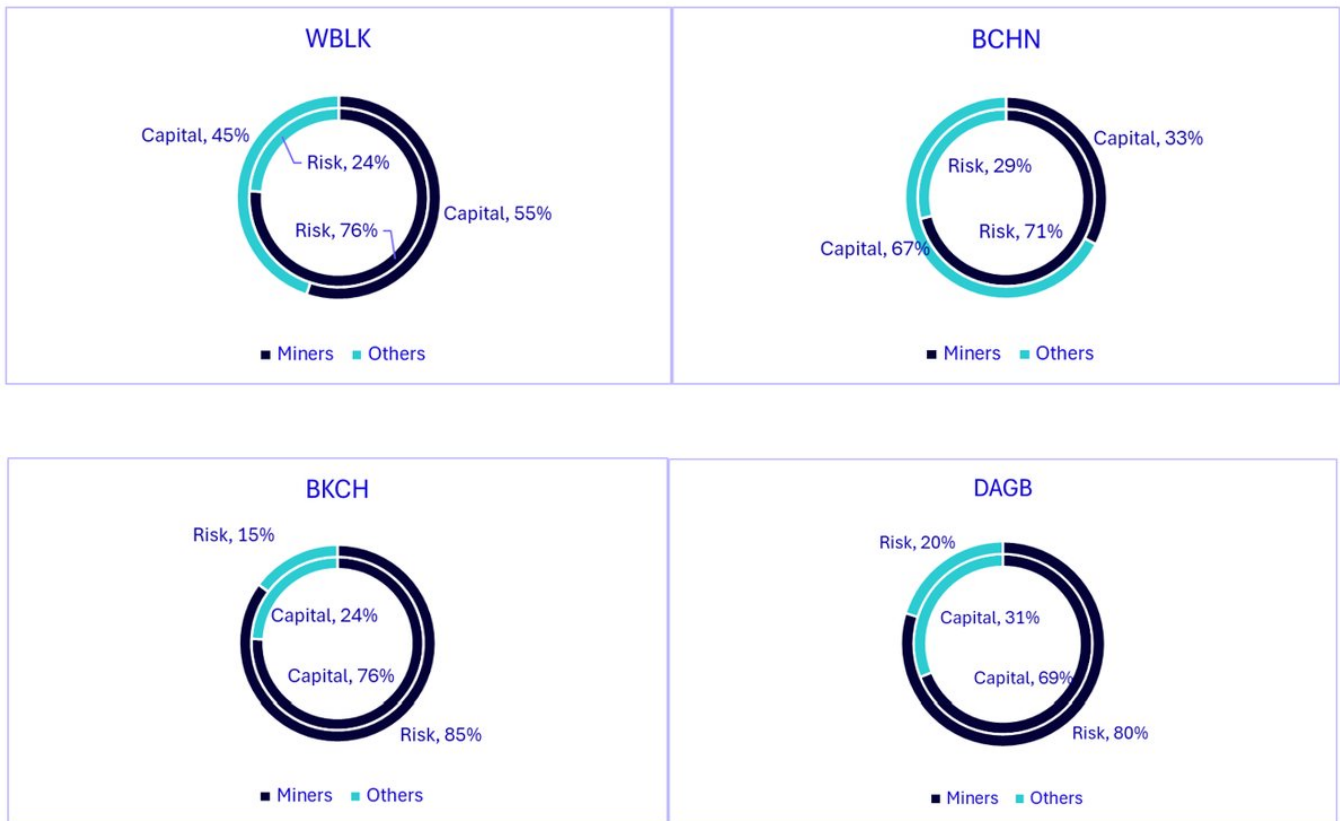 WBLK
Capital, 45%
Risk, 24%
Risk, 76%
Capital, 55%
Miners Others
BCHN
Capital, 33%
Risk, 29%
Risk, 71%
Capital, 67%
Miners Others
BKCH
Risk, 15%
Capital, 24%
Capital, 76%
Risk, 85%
Miners Others
DAGB
Risk, 20%
Capital, 31%
Capital, 69%
Risk, 80%
Miners Others